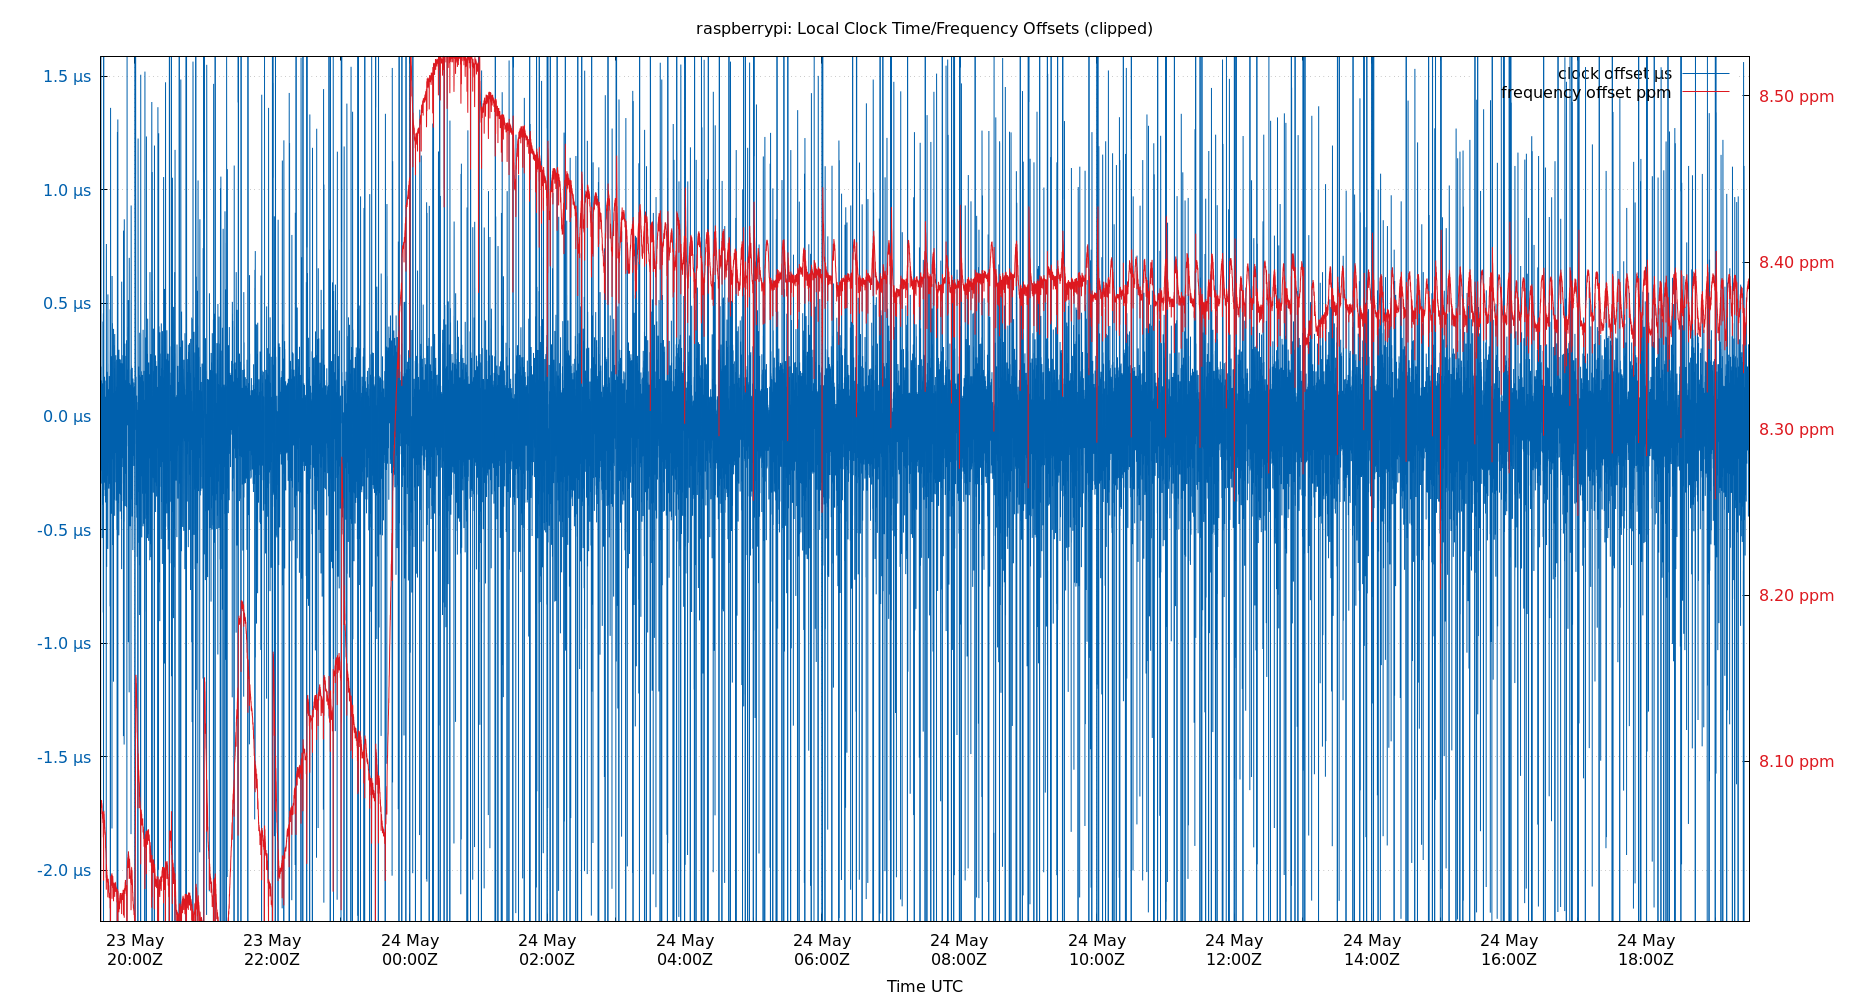 raspberrypi: Local Clock Time/Frequency Offsets (clipped)
clock offset µs
frequency offset ppm
1.5 µs
1.0 µs
0.5 µs
0.0 µs
-0.5 µs
-1.0 µs
-1.5 µs
-2.0 µs
8.50 ppm
8.40 ppm
8.30 ppm
8.20 ppm
8.10 ppm
23 May 23 May 24 May 24 May 24 May 24 May 24 May 24 May 24 May 24 May 24 May 24 May
20:00Z 22:00Z 00:00Z 02:00Z 04:00Z 06:00Z 08:00Z 10:00Z 12:00Z 14:00Z 16:00Z 18:00Z
Time UTC